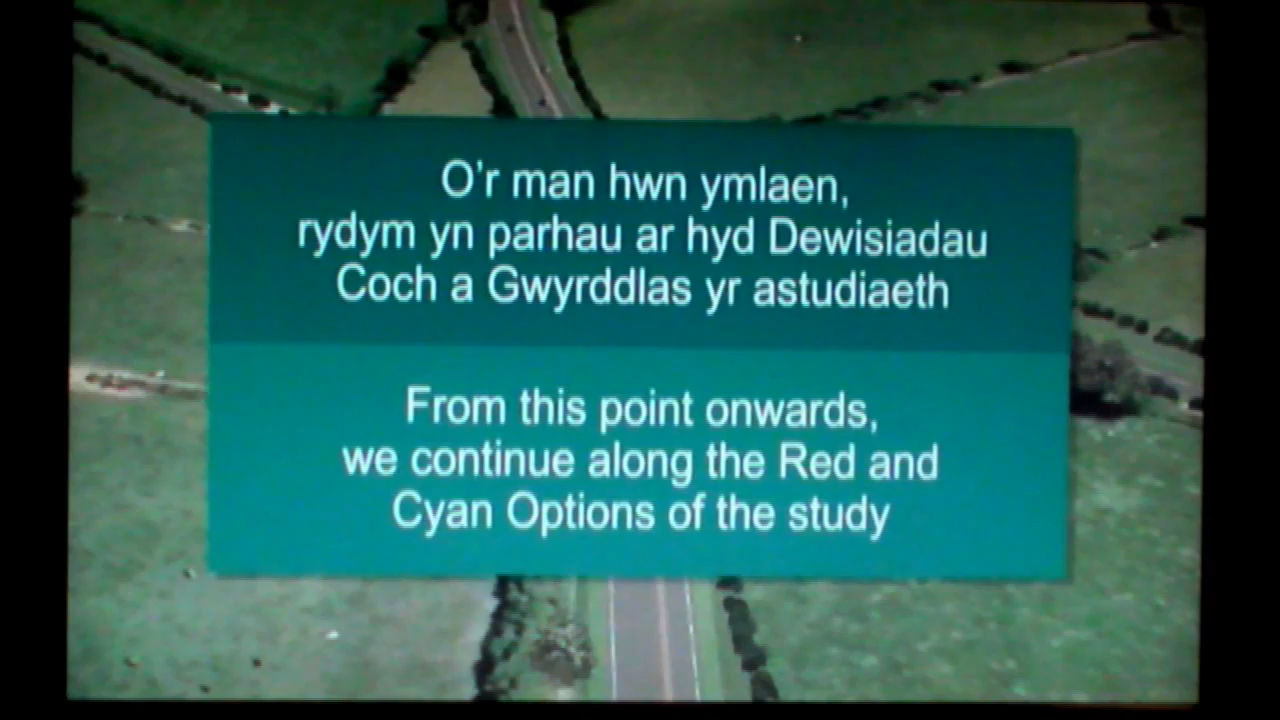 O'r man hwn ymlaen,
rydym yn parhau ar hyd Dewisiadau
Coch a Gwyrddlas yr astudiaeth
From this point onwards,
we continue along the Red and
Cyan Options of the study